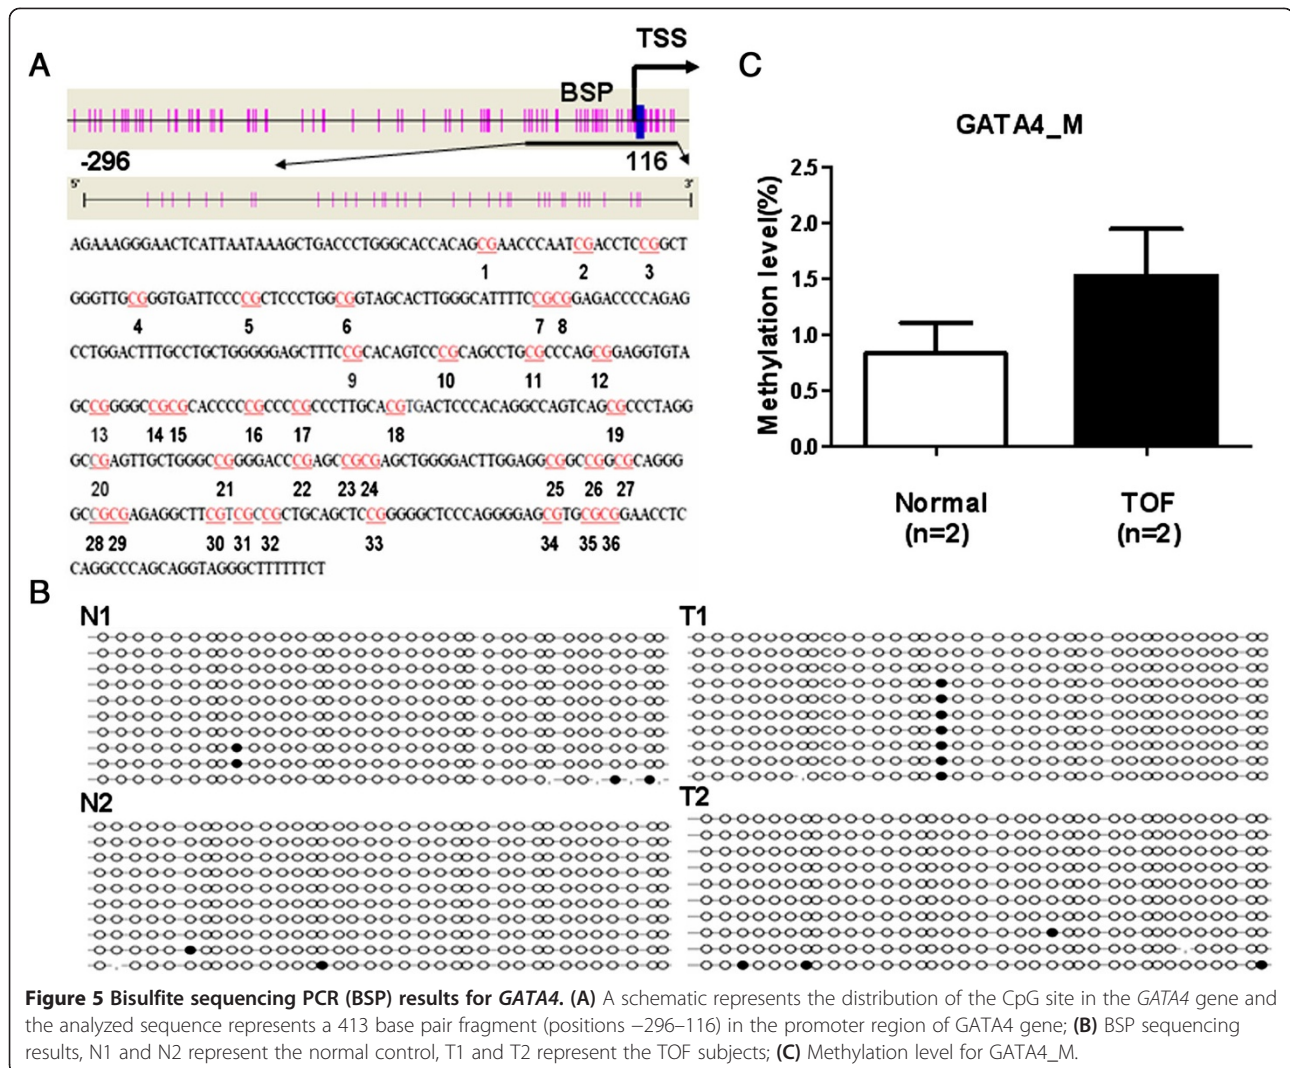 A
TSS
BSP
-296
116
5'
3'
AGAAAGGGAACTCATTAATAAAGCTGACCCTGGGCACCACAGCGAACCCAATCGACCTCCGGCT
1 2 3
GGGTTGCGGGTGATTCCCCGCTCCCTGGCGGTAGCACTTGGGCATTTTCCGCGGAGACCCCAGAG
4 5 6 7 8
CCTGGACTTTGCCTGCTGGGGGAGCTTTCCGCACAGTCCCGCAGCCTGCGCCCAGCGGAGGTGTA
9 10 11 12
GCCGGGGCCGCGCACCCCCGCCCCGCCCTTGCACGTGACTCCCACAGGCCAGTCAGCGCCCTAGG
13 14 15 16 17 18 19
GCCGAGTTGCTGGGCCGGGGACCCGAGCCGCGAGCTGGGGACTTGGAGGCGGCCGGCGCAGGG
20 21 22 23 24 25 26 27
GCCGCGAGAGGCTTCGTCGCCGCTGCAGCTCCGGGGGCTCCCAGGGGAGCGTGCGCGGAACCTC
28 29 30 31 32 33 34 35 36
CAGGCCCAGCAGGTAGGGCTTTTTTCT
B
N1
T1
N2
T2
C
GATA4_M
Methylation level(%)
2.5
2.0
1.5
1.0
0.5
0.0
Normal
(n=2)
TOF
(n=2)
Figure 5 Bisulfite sequencing PCR (BSP) results for GATA4. (A) A schematic represents the distribution of the CpG site in the GATA4 gene and
the analyzed sequence represents a 413 base pair fragment (positions −296–116) in the promoter region of GATA4 gene; (B) BSP sequencing
results, N1 and N2 represent the normal control, T1 and T2 represent the TOF subjects; (C) Methylation level for GATA4_M.